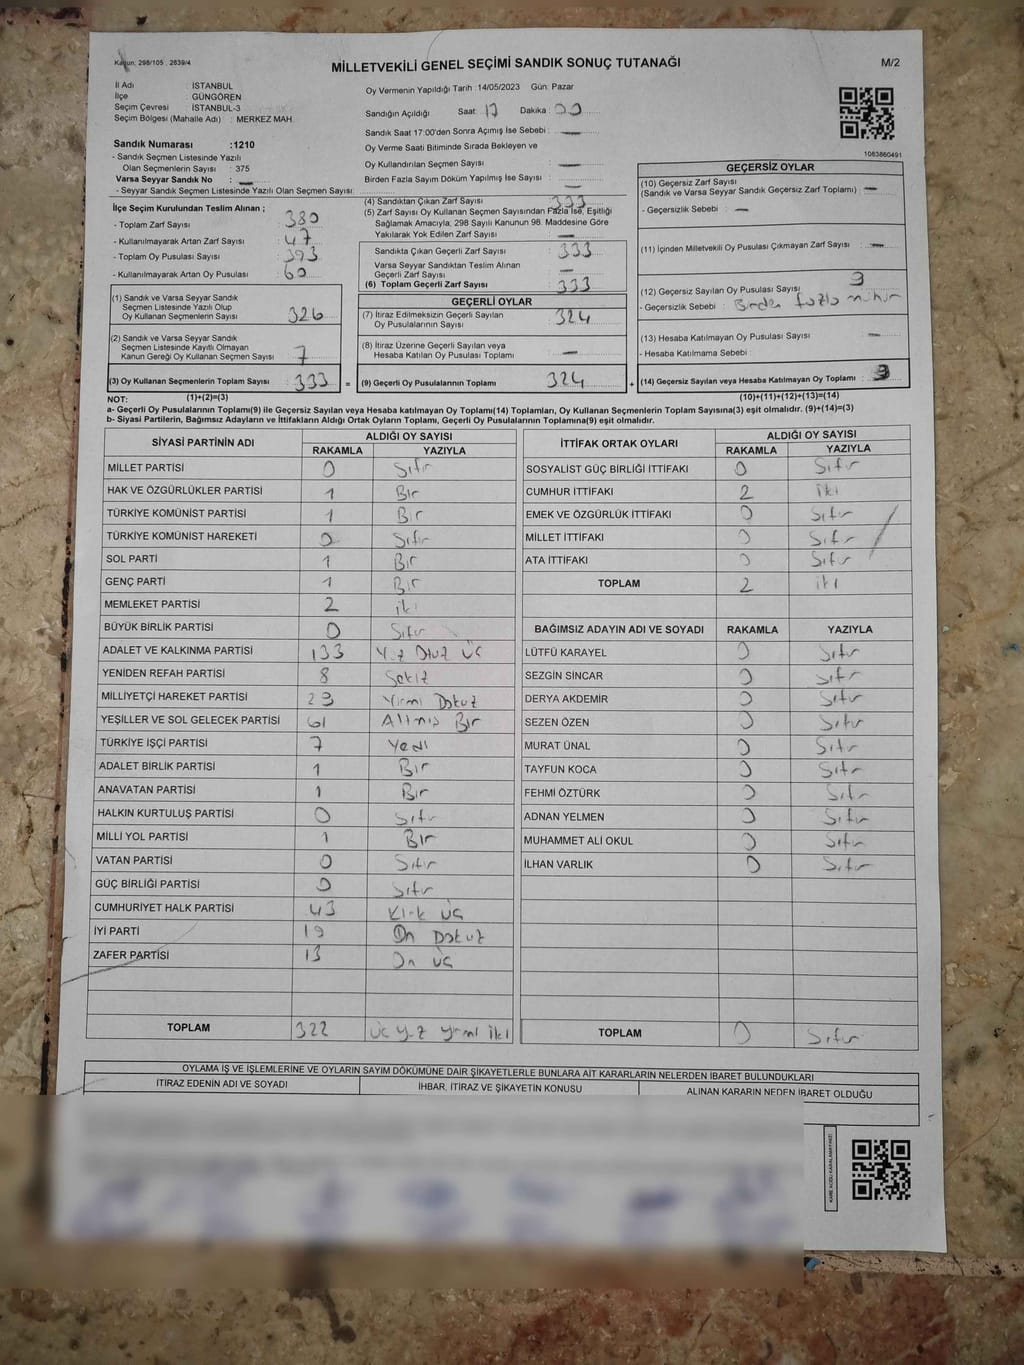 Kanun, 298/105 , 2839/4
MİLLETVEKİLİ GENEL SEÇİMİ SANDIK SONUÇ TUTANAĞI
M/2
İl Adı : İSTANBUL
İlçe : GÜNGÖREN
Seçim Çevresi : İSTANBUL-3
Seçim Bölgesi (Mahalle Adı) : MERKEZ MAH.
Sandık Numarası :1210
- Sandık Seçmen Listesinde Yazılı
Olan Seçmenlerin Sayısı : 375
Varsa Seyyar Sandık No : —
- Seyyar Sandık Seçmen Listesinde Yazılı Olan Seçmen Sayısı:
Oy Vermenin Yapıldığı Tarih :14/05/2023 Gün: Pazar
Sandığın Açıldığı Saat: 17 Dakika : 00
Sandık Saat 17:00'den Sonra Açımış İse Sebebi : —
Oy Verme Saati Bitiminde Sırada Bekleyen ve
Oy Kullandırılan Seçmen Sayısı : —
Birden Fazla Sayım Döküm Yapılmış İse Sayısı : —
1083860491
İlçe Seçim Kurulundan Teslim Alınan ;
- Toplam Zarf Sayısı : 380
- Kullanılmayarak Artan Zarf Sayısı : 47
- Toplam Oy Pusulası Sayısı : 393
- Kullanılmayarak Artan Oy Pusulası : 60
(1) Sandık ve Varsa Seyyar Sandık
Seçmen Listesinde Yazılı Olup
Oy Kullanan Seçmenlerin Sayısı : 326
(2) Sandık ve Varsa Seyyar Sandık
Seçmen Listesinde Kayıtlı Olmayan
Kanun Gereği Oy Kullanan Seçmen Sayısı : 7
(3) Oy Kullanan Seçmenlerin Toplam Sayısı : 333 =
(4) Sandıktan Çıkan Zarf Sayısı : 333
(5) Zarf Sayısı Oy Kullanan Seçmen Sayısından Fazla İse, Eşitliği
Sağlamak Amacıyla; 298 Sayılı Kanunun 98. Maddesine Göre
Yakılarak Yok Edilen Zarf Sayısı : —
Sandıkta Çıkan Geçerli Zarf Sayısı : 333
Varsa Seyyar Sandıktan Teslim Alınan
Geçerli Zarf Sayısı : —
(6) Toplam Geçerli Zarf Sayısı : 333
GEÇERLİ OYLAR
(7) İtiraz Edilmeksizin Geçerli Sayılan
Oy Pusulalarının Sayısı : 324
(8) İtiraz Üzerine Geçerli Sayılan veya
Hesaba Katılan Oy Pusulası Toplamı : —
(9) Geçerli Oy Pusulalarının Toplamı : 324 +
GEÇERSİZ OYLAR
(10) Geçersiz Zarf Sayısı
(Sandık ve Varsa Seyyar Sandık Geçersiz Zarf Toplamı) : —
- Geçersizlik Sebebi : —
(11) İçinden Milletvekili Oy Pusulası Çıkmayan Zarf Sayısı : —
(12) Geçersiz Sayılan Oy Pusulası Sayısı : 9
- Geçersizlik Sebebi : Birden fazla mühür
(13) Hesaba Katılmayan Oy Pusulası Sayısı : —
- Hesaba Katılmama Sebebi :
(14) Geçersiz Sayılan veya Hesaba Katılmayan Oy Toplamı : 9
NOT: (1)+(2)=(3) (10)+(11)+(12)+(13)=(14)
a- Geçerli Oy Pusulalarının Toplamı(9) ile Geçersiz Sayılan veya Hesaba katılmayan Oy Toplamı(14) Toplamları, Oy Kullanan Seçmenlerin Toplam Sayısına(3) eşit olmalıdır. (9)+(14)=(3)
b- Siyasi Partilerin, Bağımsız Adayların ve İttifakların Aldığı Ortak Oyların Toplamı, Geçerli Oy Pusulalarının Toplamına(9) eşit olmalıdır.
SİYASİ PARTİNİN ADI ALDIĞI OY SAYISI
RAKAMLA YAZIYLA
MİLLET PARTİSİ 0 Sıfır
HAK VE ÖZGÜRLÜKLER PARTİSİ 1 Bir
TÜRKİYE KOMÜNİST PARTİSİ 1 Bir
TÜRKİYE KOMÜNİST HAREKETİ 0 Sıfır
SOL PARTİ 1 Bir
GENÇ PARTİ 1 Bir
MEMLEKET PARTİSİ 2 iki
BÜYÜK BİRLİK PARTİSİ 0 Sıfır
ADALET VE KALKINMA PARTİSİ 133 Yüz Otuz Üç
YENİDEN REFAH PARTİSİ 8 Sekiz
MİLLİYETÇİ HAREKET PARTİSİ 29 Yirmi Dokuz
YEŞİLLER VE SOL GELECEK PARTİSİ 61 Altmış Bir
TÜRKİYE İŞÇİ PARTİSİ 7 Yedi
ADALET BİRLİK PARTİSİ 1 Bir
ANAVATAN PARTİSİ 1 Bir
HALKIN KURTULUŞ PARTİSİ 0 Sıfır
MİLLİ YOL PARTİSİ 1 Bir
VATAN PARTİSİ 0 Sıfır
GÜÇ BİRLİĞİ PARTİSİ 0 Sıfır
CUMHURİYET HALK PARTİSİ 43 Kırk Üç
İYİ PARTİ 19 On Dokuz
ZAFER PARTİSİ 13 On Üç
TOPLAM 322 Üç Yüz Yirmi İki
İTTİFAK ORTAK OYLARI ALDIĞI OY SAYISI
RAKAMLA YAZIYLA
SOSYALİST GÜÇ BİRLİĞİ İTTİFAKI 0 Sıfır
CUMHUR İTTİFAKI 2 iki
EMEK VE ÖZGÜRLÜK İTTİFAKI 0 Sıfır
MİLLET İTTİFAKI 0 Sıfır
ATA İTTİFAKI 0 Sıfır
TOPLAM 2 iki
BAĞIMSIZ ADAYIN ADI VE SOYADI RAKAMLA YAZIYLA
LÜTFÜ KARAYEL 0 Sıfır
SEZGİN SİNCAR 0 Sıfır
DERYA AKDEMİR 0 Sıfır
SEZEN ÖZEN 0 Sıfır
MURAT ÜNAL 0 Sıfır
TAYFUN KOCA 0 Sıfır
FEHMİ ÖZTÜRK 0 Sıfır
ADNAN YELMEN 0 Sıfır
MUHAMMET ALİ OKUL 0 Sıfır
İLHAN VARLIK 0 Sıfır
TOPLAM 0 Sıfır
OYLAMA İŞ VE İŞLEMLERİNE VE OYLARIN SAYIM DÖKÜMÜNE DAİR ŞİKAYETLERLE BUNLARA AİT KARARLARIN NELERDEN İBARET BULUNDUKLARI
İTİRAZ EDENİN ADI VE SOYADI İHBAR, İTİRAZ VE ŞİKAYETİN KONUSU ALINAN KARARIN NEDEN İBARET OLDUĞU
KARE KODU KARALAMAYINIZ!